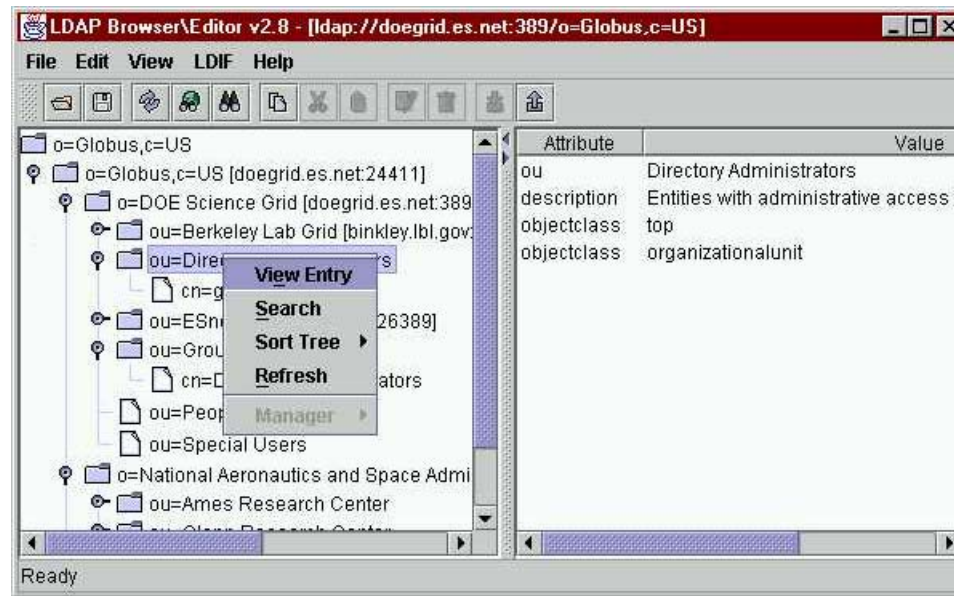 LDAP Browser\Editor v2.8 - [ldap://doegrid.es.net:389/o=Globus,c=US]
File Edit View LDIF Help
o=Globus,c=US
o=Globus,c=US [doegrid.es.net:24411]
o=DOE Science Grid [doegrid.es.net:389
ou=Berkeley Lab Grid [binkley.lbl.gov:
ou=Direc
rs
cn=g
ou=ESn
26389]
ou=Grou
cn=D
ators
ou=Peop
ou=Special Users
o=National Aeronautics and Space Admi
ou=Ames Research Center
View Entry
Search
Sort Tree
Refresh
Manager
Attribute Value
ou Directory Administrators
description Entities with administrative access
objectclass top
objectclass organizationalunit
Ready